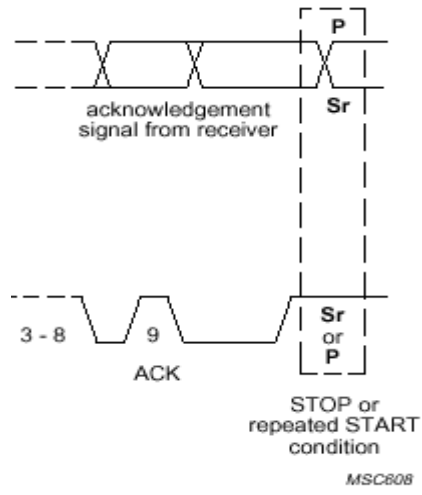 P
acknowledgement
signal from receiver
Sr
3 - 8
9
ACK
Sr
or
P
STOP or
repeated START
condition
MSC608